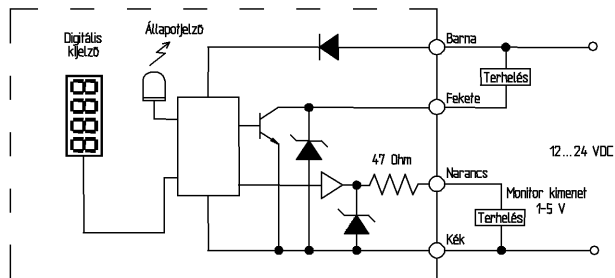 Digitális
kijelző
Állapotjelző
Barna
Terhelés
Fekete
47 Ohm
12...24 VDC
Narancs
Monitor kimenet
1-5 V
Terhelés
Kék